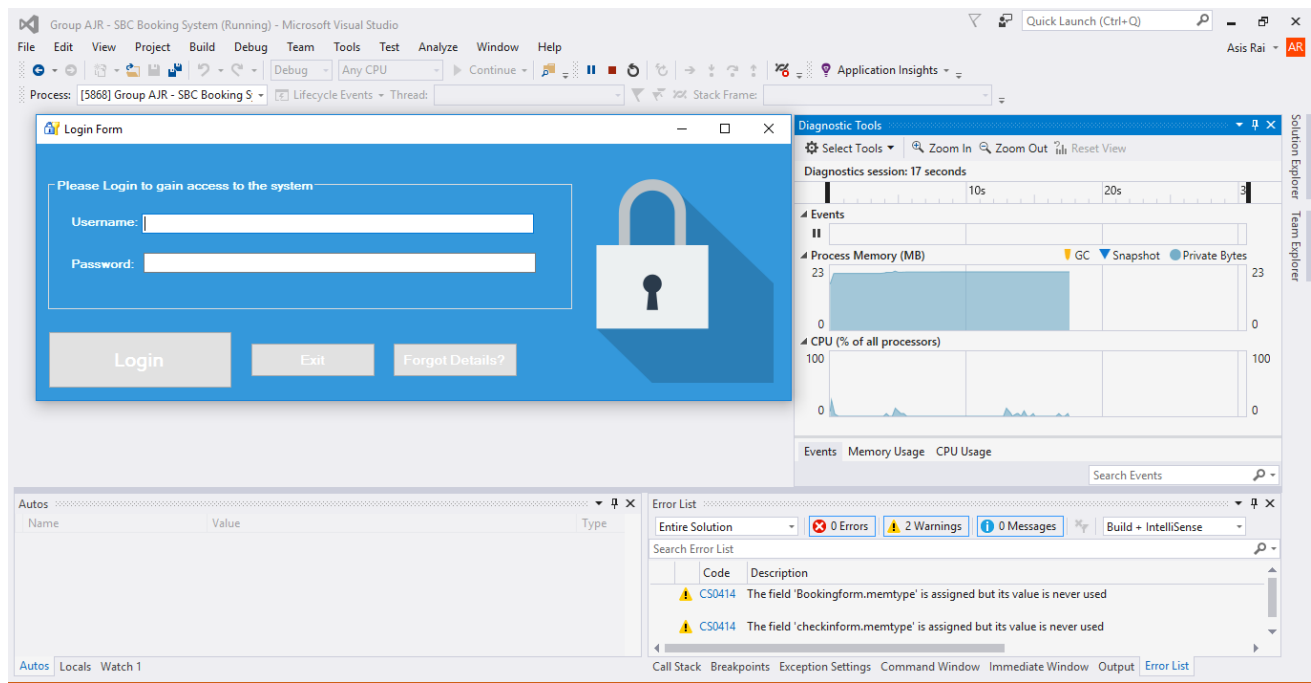 Group AJR - SBC Booking System (Running) - Microsoft Visual Studio
Quick Launch (Ctrl+Q)
File Edit View Project Build Debug Team Tools Test Analyze Window Help
Asis Rai AR
Debug Any CPU Continue Application Insights
Process: [5868] Group AJR - SBC Booking S Lifecycle Events Thread: Stack Frame:
Login Form
Please Login to gain access to the system
Username:
Password:
Login Exit Forgot Details?
Diagnostic Tools
Select Tools Zoom In Zoom Out Reset View
Diagnostics session: 17 seconds
10s 20s 3
Events
Process Memory (MB) GC Snapshot Private Bytes
23 23
0 0
CPU (% of all processors)
100 100
0 0
Events Memory Usage CPU Usage
Search Events
Solution Explorer
Team Explorer
Autos
Name Value Type
Autos Locals Watch 1
Error List
Entire Solution 0 Errors 2 Warnings 0 Messages Build + IntelliSense
Search Error List
Code Description
CS0414 The field 'Bookingform.memtype' is assigned but its value is never used
CS0414 The field 'checkinform.memtype' is assigned but its value is never used
Call Stack Breakpoints Exception Settings Command Window Immediate Window Output Error List